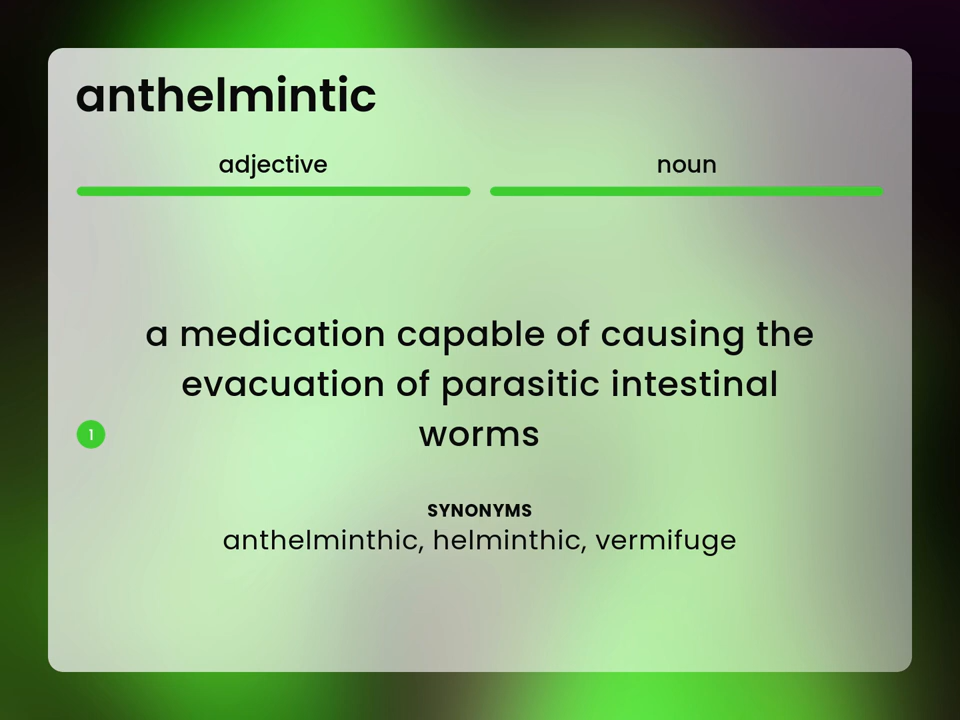 anthelmintic
adjective
noun
a medication capable of causing the
evacuation of parasitic intestinal
worms
1
SYNONYMS
anthelminthic, helminthic, vermifuge